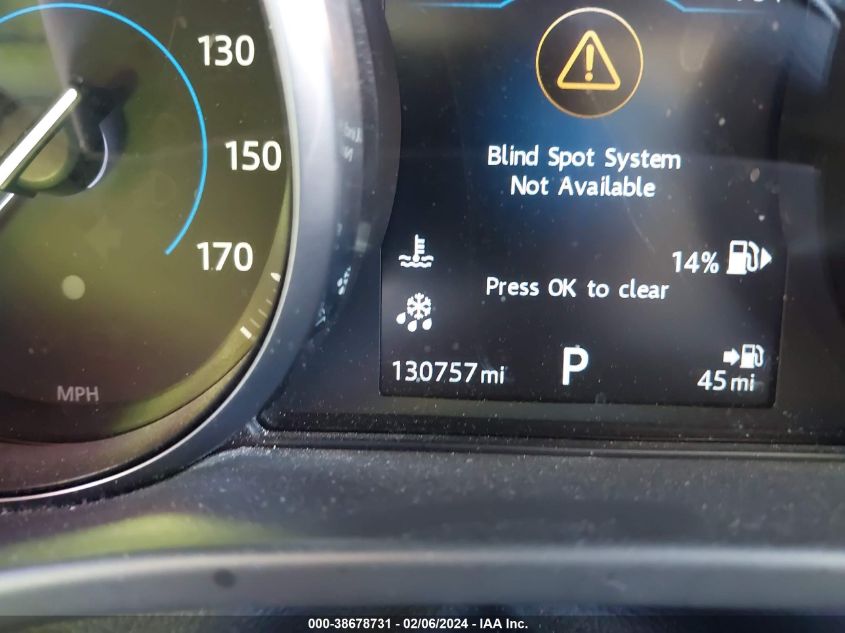 130
150
170
MPH
Blind Spot System
Not Available
14%
Press OK to clear
130757mi
P
45mi
000-38678731 - 02/06/2024 - IAA Inc.